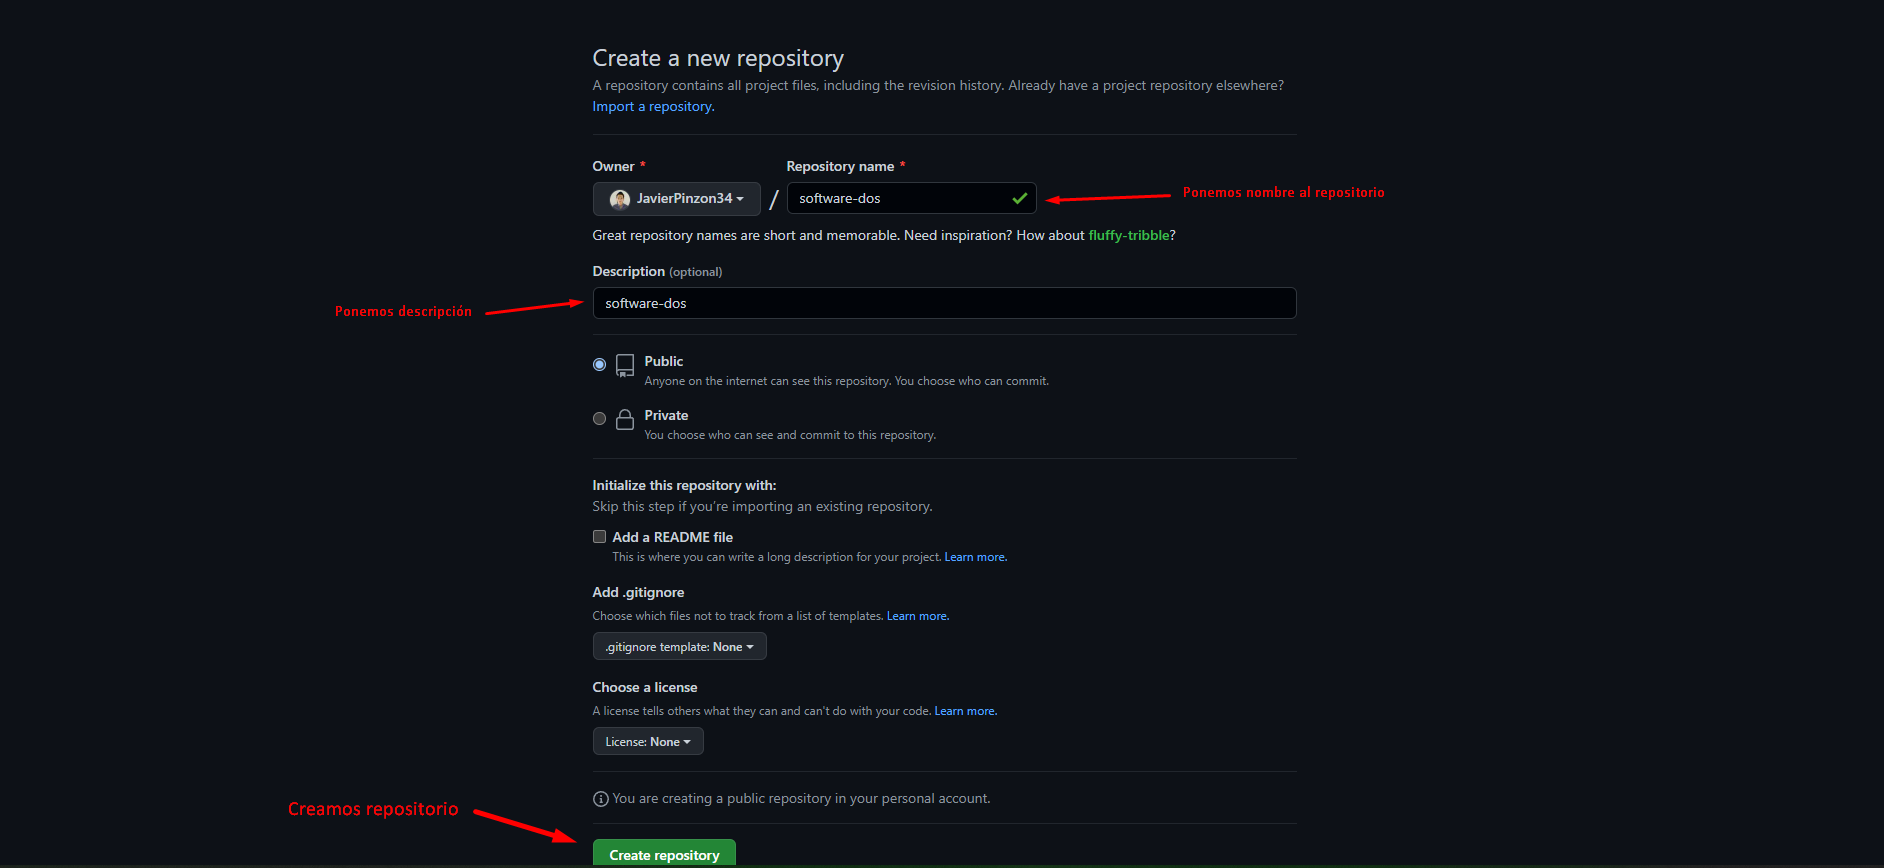 Create a new repository
A repository contains all project files, including the revision history. Already have a project repository elsewhere?
Import a repository.
Owner * Repository name *
JavierPinzon34 / software-dos Ponemos nombre al repositorio
Great repository names are short and memorable. Need inspiration? How about fluffy-tribble?
Description (optional)
Ponemos descripción software-dos
Public
Anyone on the internet can see this repository. You choose who can commit.
Private
You choose who can see and commit to this repository.
Initialize this repository with:
Skip this step if you're importing an existing repository.
Add a README file
This is where you can write a long description for your project. Learn more.
Add .gitignore
Choose which files not to track from a list of templates. Learn more.
.gitignore template: None
Choose a license
A license tells others what they can and can't do with your code. Learn more.
License: None
You are creating a public repository in your personal account.
Creamos repositorio
Create repository